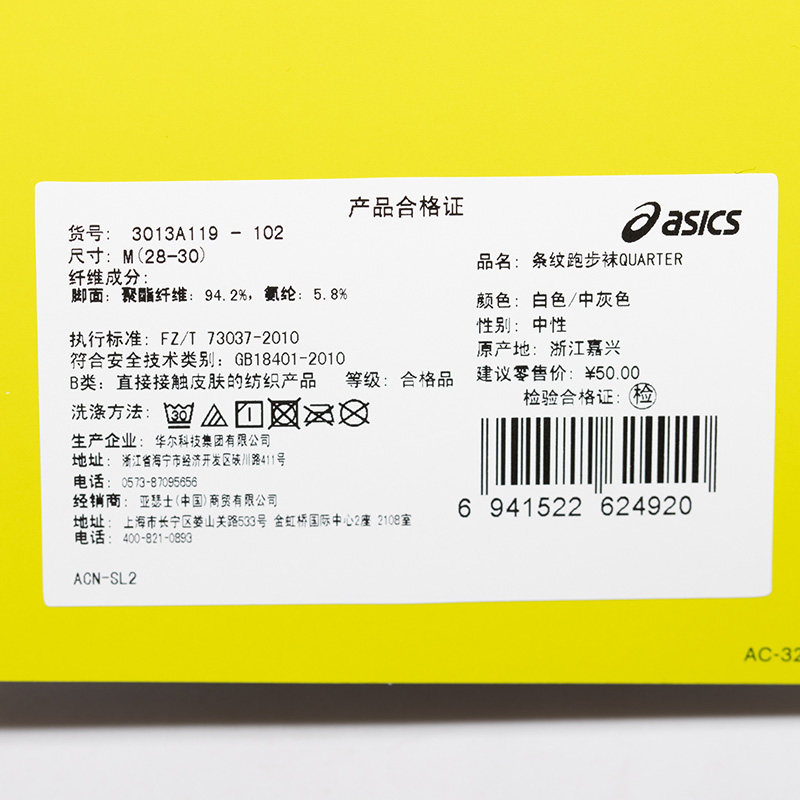 产品合格证
asics
货号: 3013A119 - 102
尺寸: M(28-30)
纤维成分:
脚面: 聚酯纤维: 94.2%, 氨纶: 5.8%
执行标准: FZ/T 73037-2010
符合安全技术类别: GB18401-2010
B类: 直接接触皮肤的纺织产品 等级: 合格品
洗涤方法: 30
生产企业: 华尔科技集团有限公司
地址: 浙江省海宁市经济开发区硖川路411号
电话: 0573-87095656
经销商: 亚瑟士(中国)商贸有限公司
地址: 上海市长宁区娄山关路533号 金虹桥国际中心2座 2108室
电话: 400-821-0893
ACN-SL2
品名: 条纹跑步袜QUARTER
颜色: 白色/中灰色
性别: 中性
原产地: 浙江嘉兴
建议零售价: ¥50.00
检验合格证: 检
6 941522 624920
AC-32